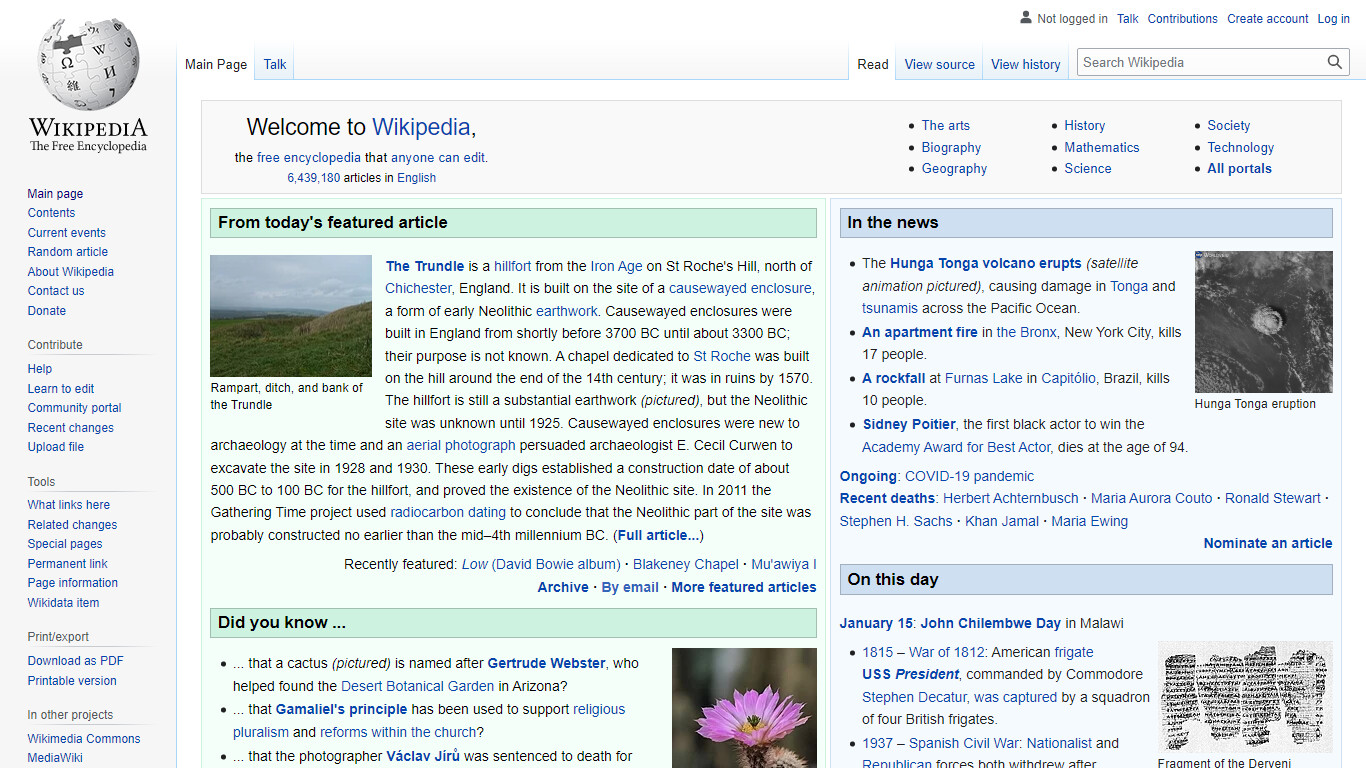 WIKIPEDIA
The Free Encyclopedia
Not logged in Talk Contributions Create account Log in
Main Page Talk
Read View source View history
Search Wikipedia
Main page
Contents
Current events
Random article
About Wikipedia
Contact us
Donate
Contribute
Help
Learn to edit
Community portal
Recent changes
Upload file
Tools
What links here
Related changes
Special pages
Permanent link
Page information
Wikidata item
Print/export
Download as PDF
Printable version
In other projects
Wikimedia Commons
MediaWiki
Welcome to Wikipedia,
the free encyclopedia that anyone can edit.
6,439,180 articles in English
The arts
Biography
Geography
History
Mathematics
Science
Society
Technology
All portals
From today's featured article
Rampart, ditch, and bank of
the Trundle
The Trundle is a hillfort from the Iron Age on St Roche's Hill, north of
Chichester, England. It is built on the site of a causewayed enclosure,
a form of early Neolithic earthwork. Causewayed enclosures were
built in England from shortly before 3700 BC until about 3300 BC;
their purpose is not known. A chapel dedicated to St Roche was built
on the hill around the end of the 14th century; it was in ruins by 1570.
The hillfort is still a substantial earthwork (pictured), but the Neolithic
site was unknown until 1925. Causewayed enclosures were new to
archaeology at the time and an aerial photograph persuaded archaeologist E. Cecil Curwen to
excavate the site in 1928 and 1930. These early digs established a construction date of about
500 BC to 100 BC for the hillfort, and proved the existence of the Neolithic site. In 2011 the
Gathering Time project used radiocarbon dating to conclude that the Neolithic part of the site was
probably constructed no earlier than the mid–4th millennium BC. (Full article...)
Recently featured: Low (David Bowie album) · Blakeney Chapel · Mu'awiya I
Archive · By email · More featured articles
Did you know ...
... that a cactus (pictured) is named after Gertrude Webster, who
helped found the Desert Botanical Garden in Arizona?
... that Gamaliel's principle has been used to support religious
pluralism and reforms within the church?
... that the photographer Václav Jírů was sentenced to death for
In the news
The Hunga Tonga volcano erupts (satellite
animation pictured), causing damage in Tonga and
tsunamis across the Pacific Ocean.
An apartment fire in the Bronx, New York City, kills
17 people.
A rockfall at Furnas Lake in Capitólio, Brazil, kills
10 people.
Sidney Poitier, the first black actor to win the
Academy Award for Best Actor, dies at the age of 94.
Hunga Tonga eruption
Ongoing: COVID-19 pandemic
Recent deaths: Herbert Achternbusch · Maria Aurora Couto · Ronald Stewart ·
Stephen H. Sachs · Khan Jamal · Maria Ewing
Nominate an article
On this day
January 15: John Chilembwe Day in Malawi
1815 – War of 1812: American frigate
USS President, commanded by Commodore
Stephen Decatur, was captured by a squadron
of four British frigates.
1937 – Spanish Civil War: Nationalist and
Republican forces both withdrew after
Fragment of the Derveni